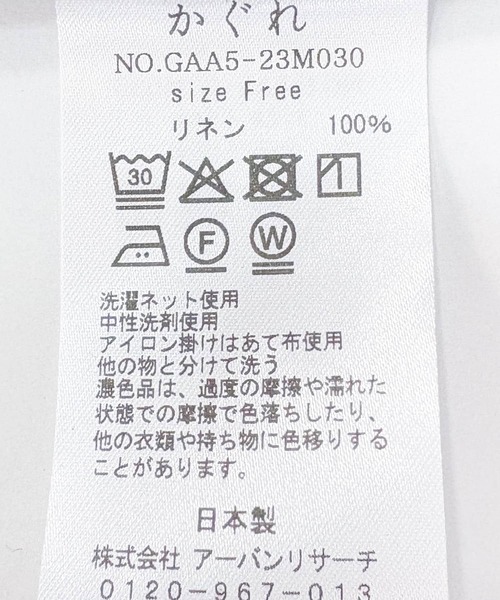 かぐれ
NO.GAA5-23M030
size Free
リネン 100%
30
F W
洗濯ネット使用
中性洗剤使用
アイロン掛けはあて布使用
他の物と分けて洗う
濃色品は、過度の摩擦や濡れた
状態での摩擦で色落ちしたり、
他の衣類や持ち物に色移りする
ことがあります。
日本製
株式会社 アーバンリサーチ
0120-967-013